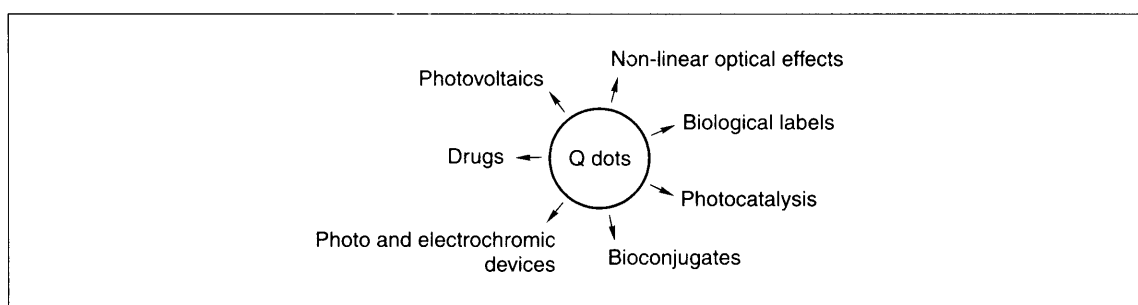 Non-linear optical effects
Photovoltaics
Biological labels
Drugs
Q dots
Photocatalysis
Photo and electrochromic
devices
Bioconjugates